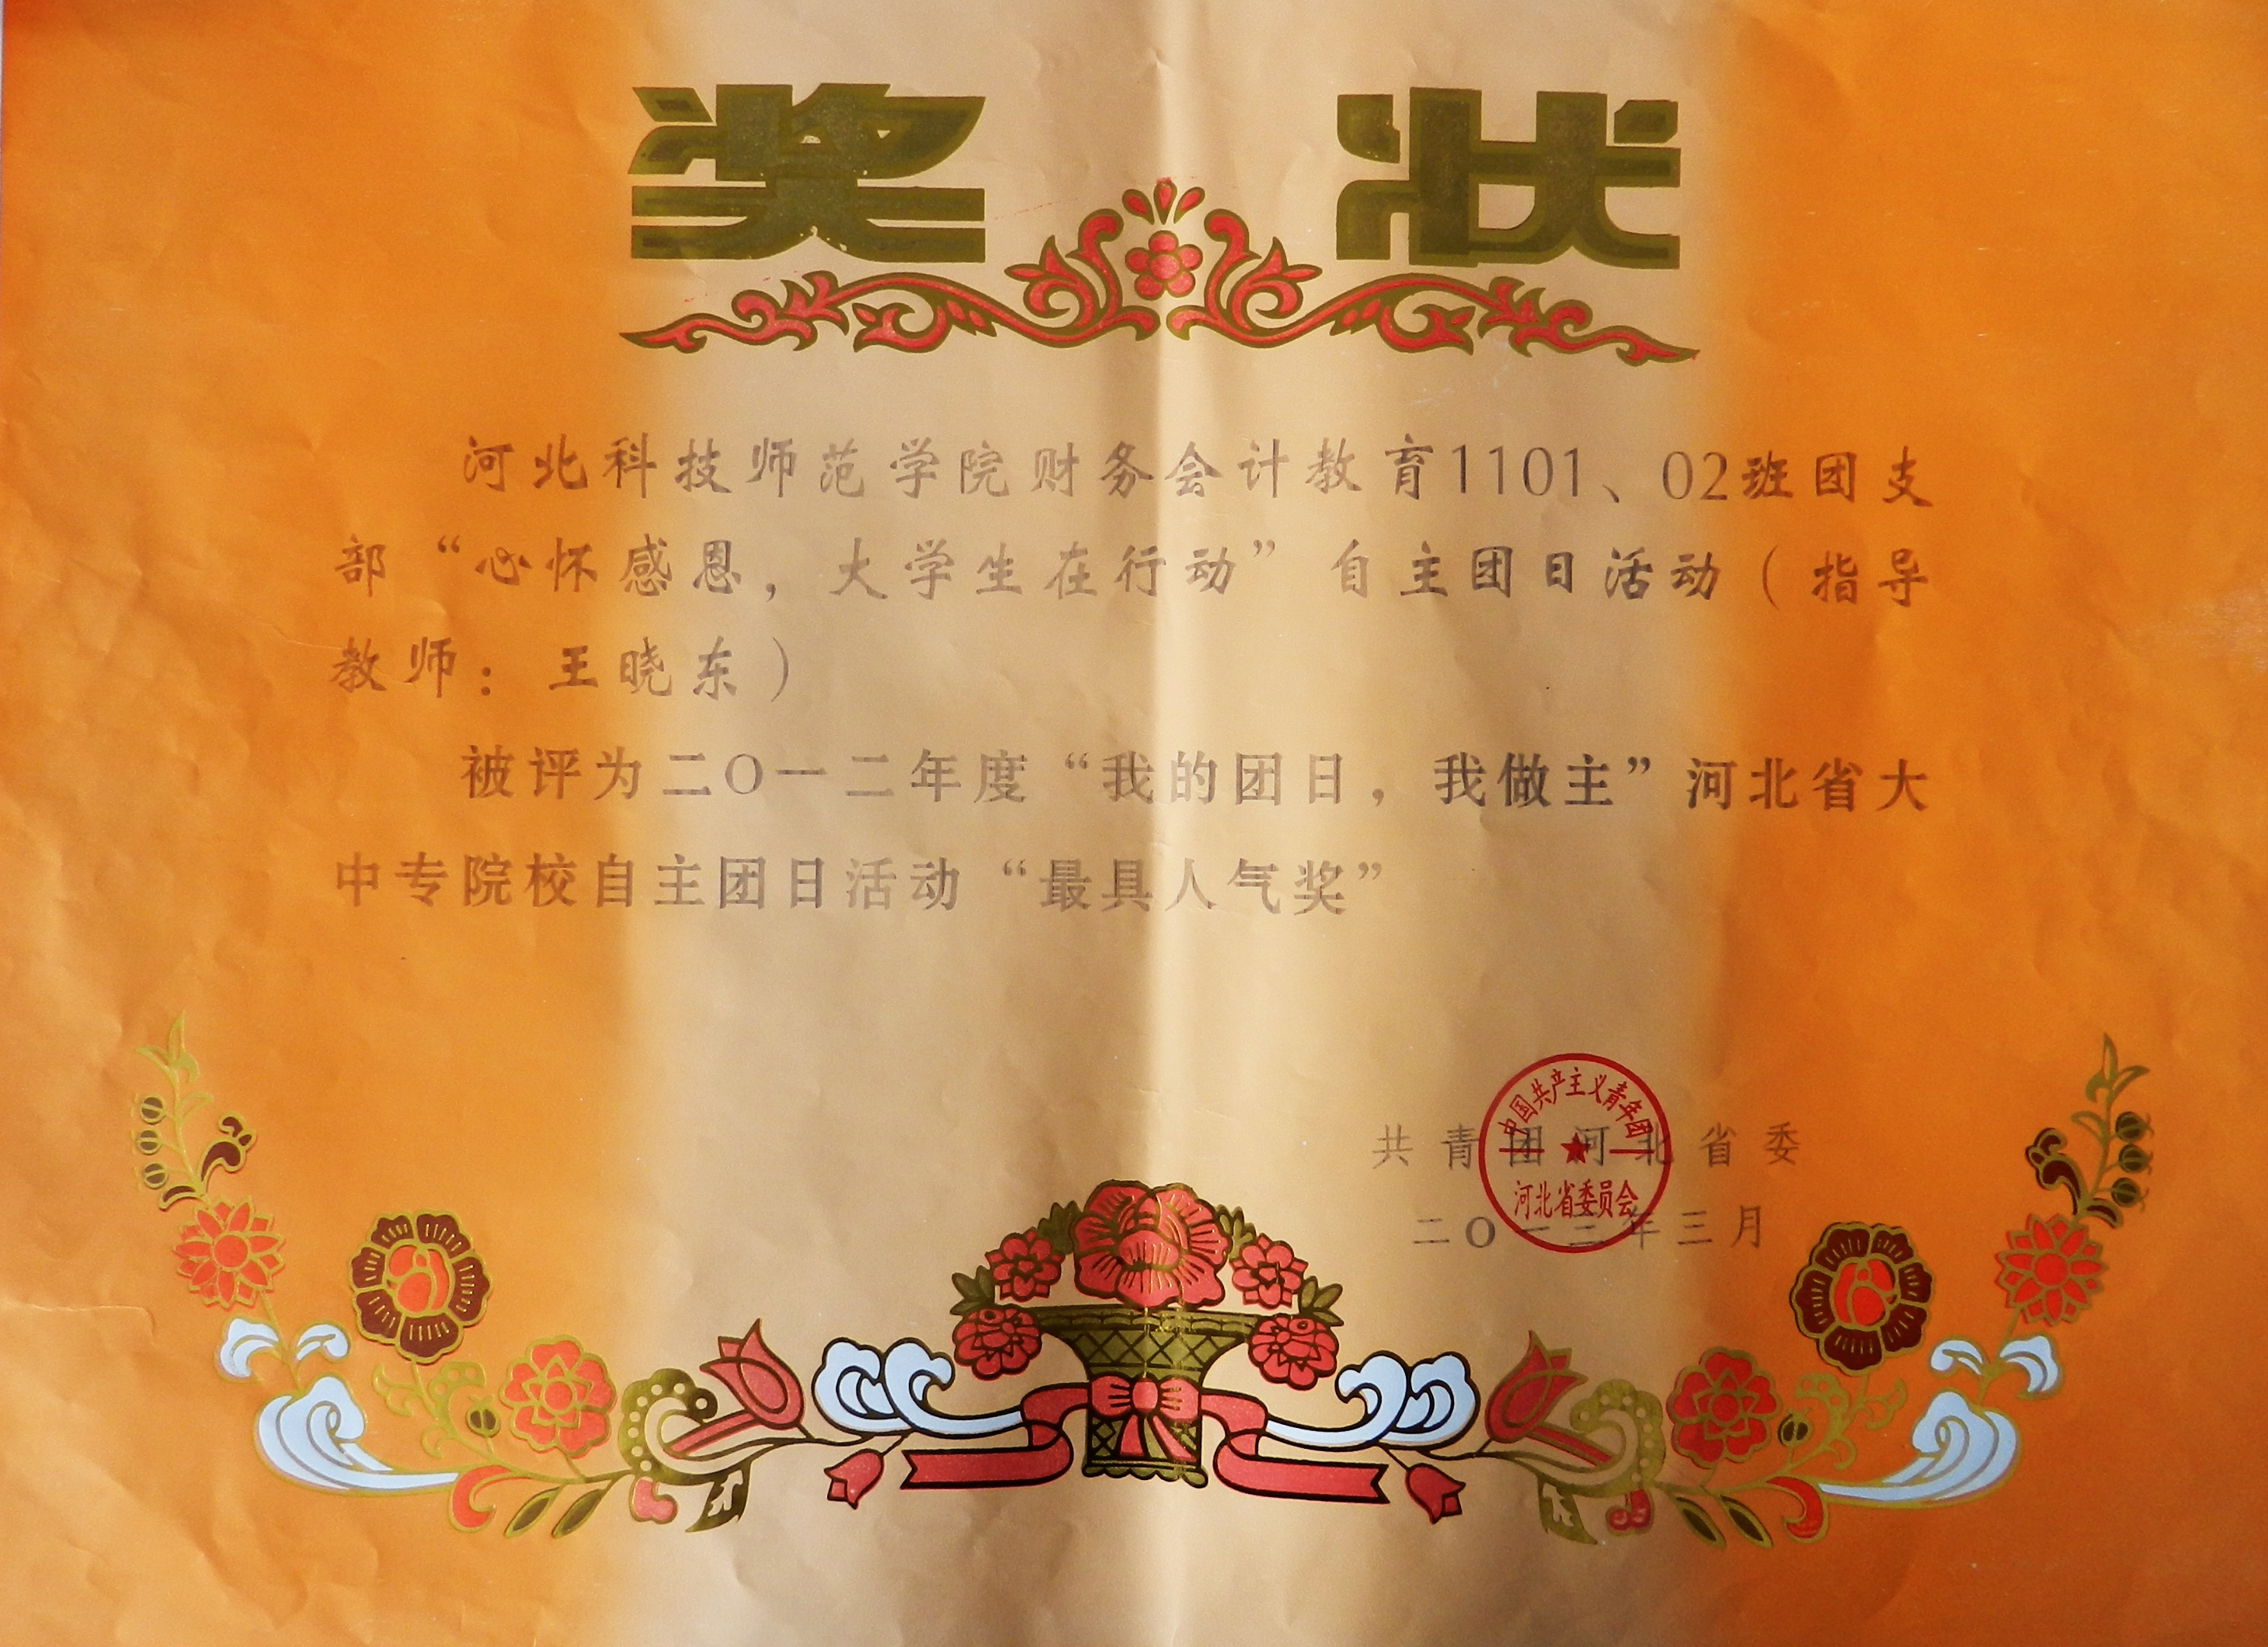 奖 状
河北科技师范学院财务会计教育1101、02班团支
部“心怀感恩，大学生在行动”自主团日活动（指导
教师：王晓东）
被评为二〇一二年度“我的团日，我做主”河北省大
中专院校自主团日活动“最具人气奖”
共青团河北省委
中国共产主义青年团
河北省委员会
二〇一三年三月